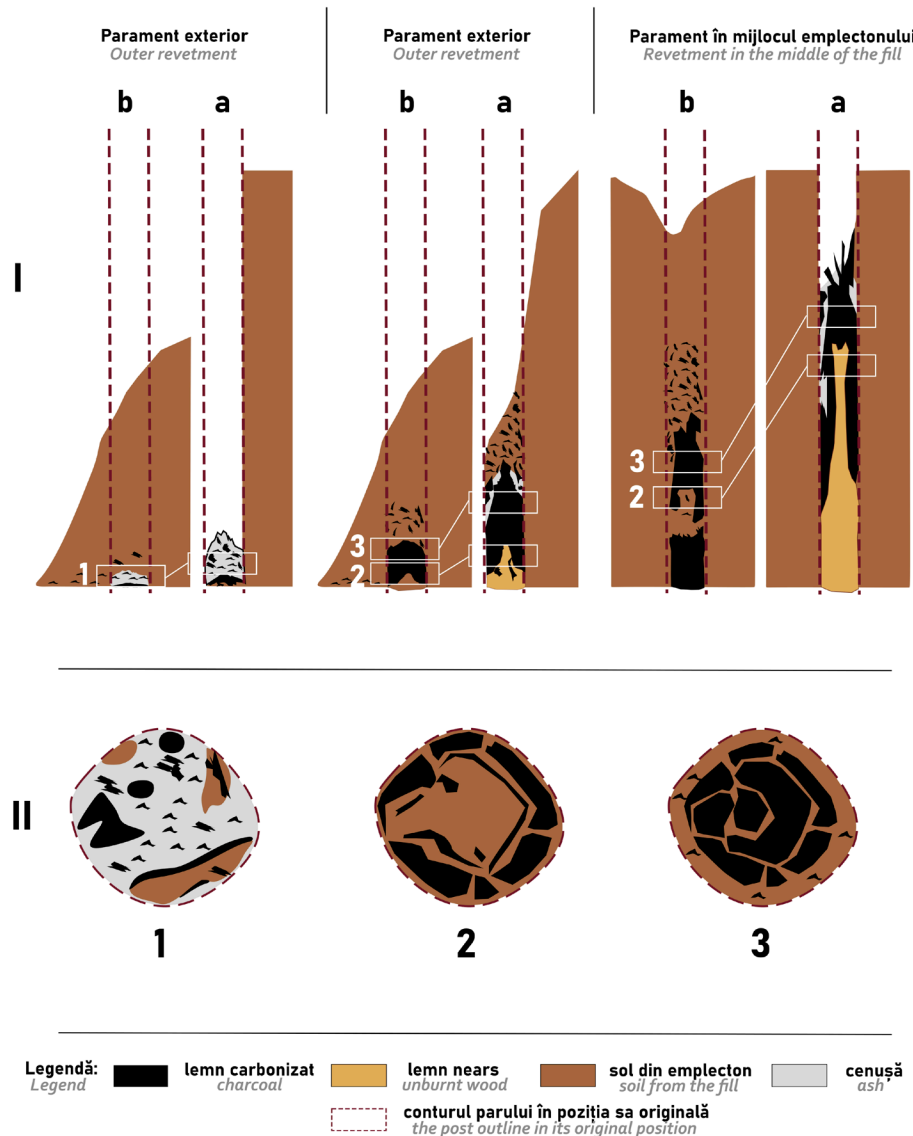 Parament exterior
Outer revetment
Parament exterior
Outer revetment
Parament în mijlocul emplectonului
Revetment in the middle of the fill
b a
b a
b a
I
1
3
2
3
2
II
1 2 3
Legendă:
Legend
lemn carbonizat
charcoal
lemn nears
unburnt wood
sol din emplecton
soil from the fill
cenușă
ash
conturul parului în poziția sa originală
the post outline in its original position